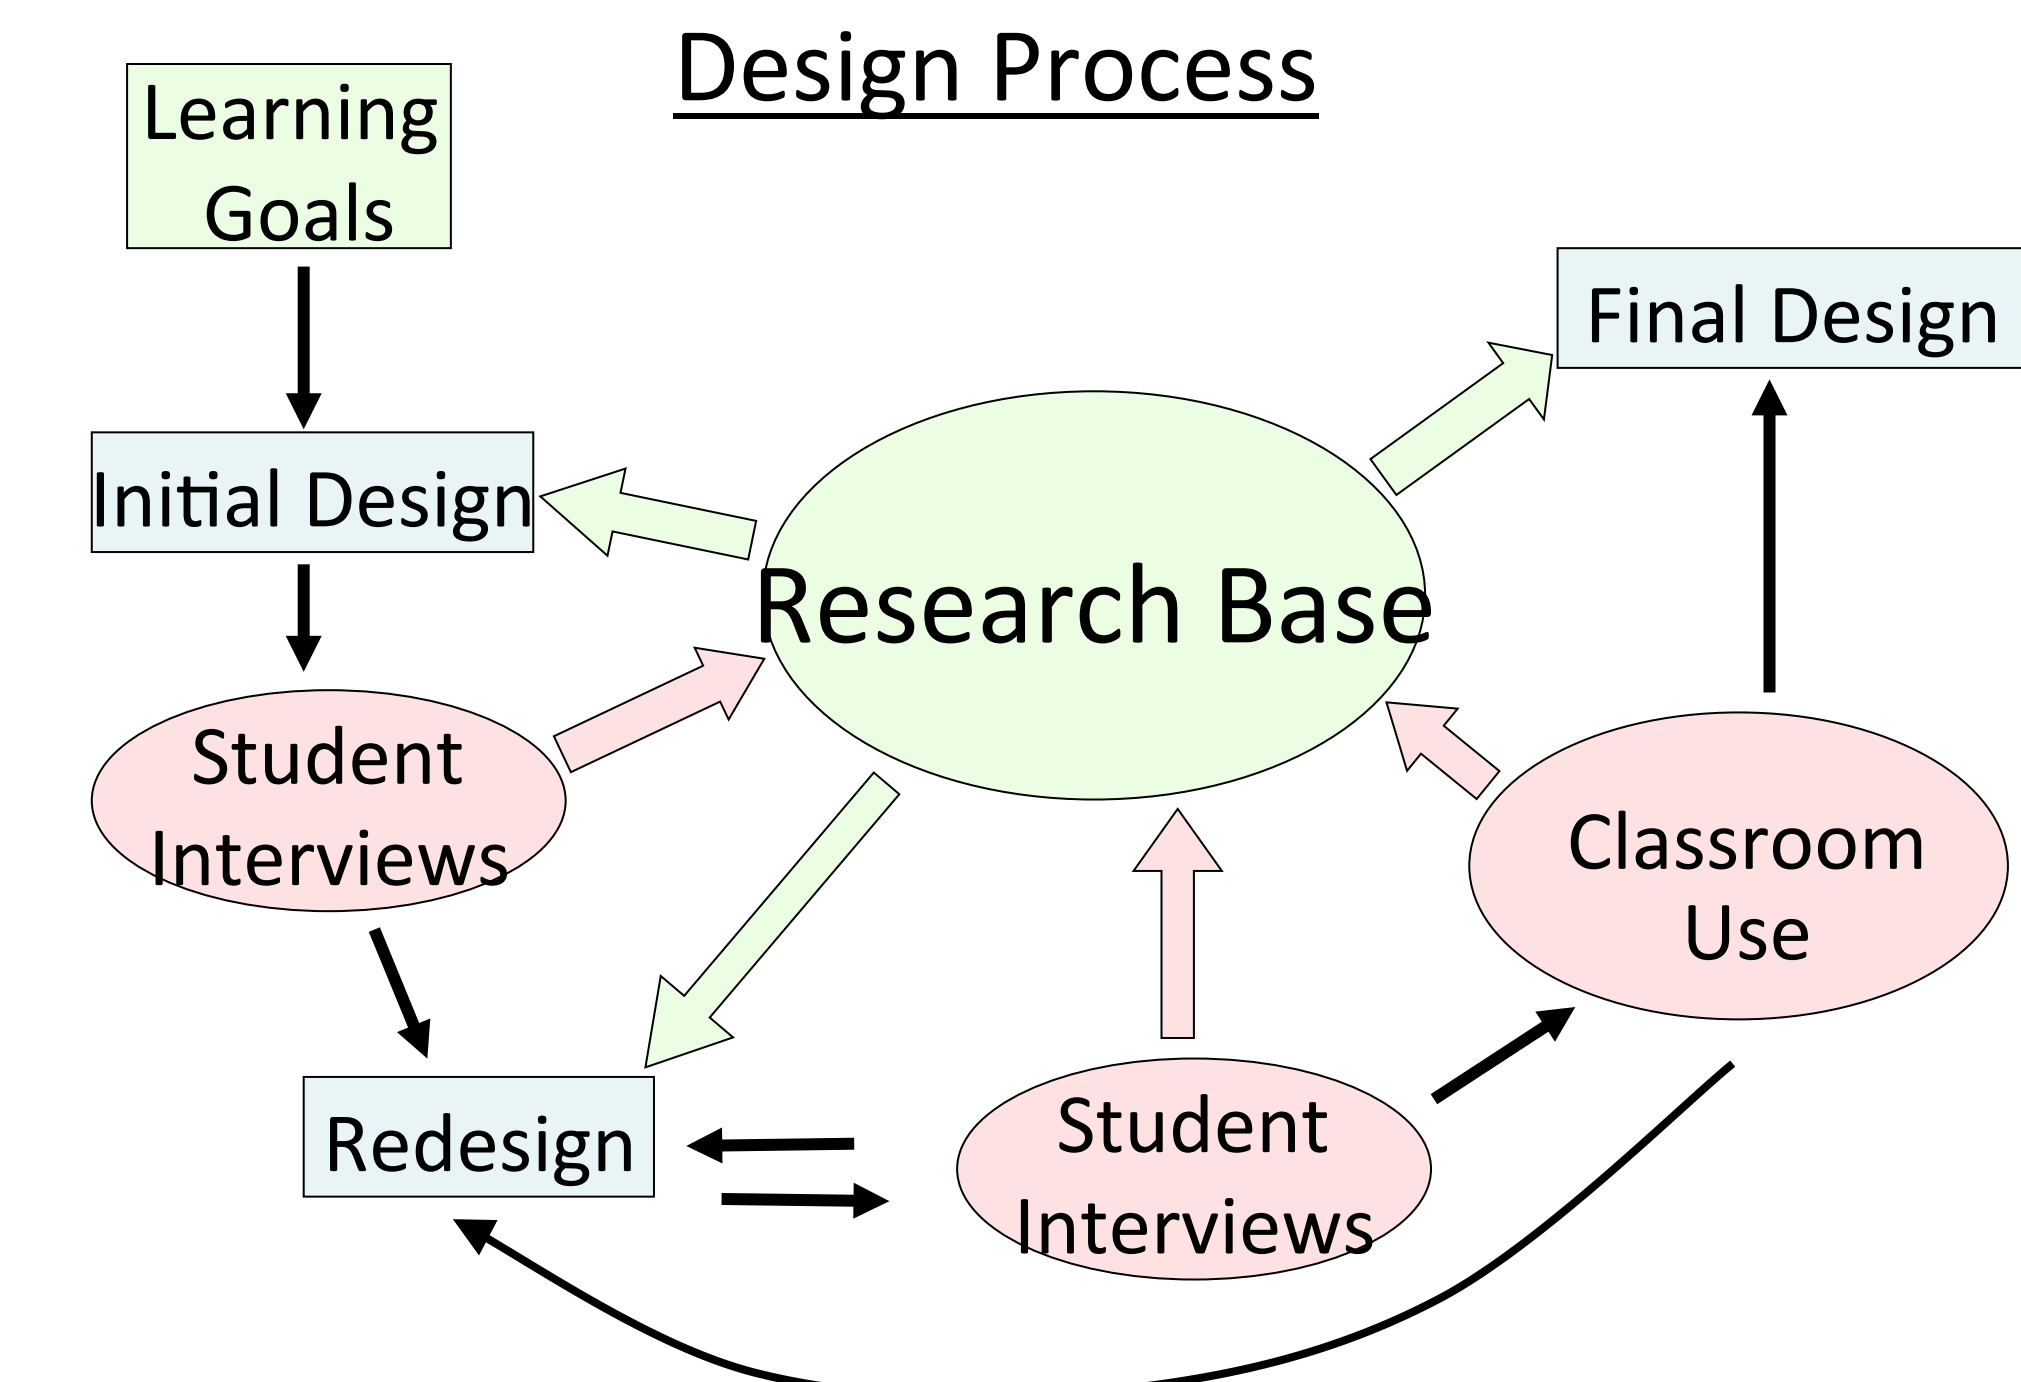 Design Process
Learning
Goals
Final Design
Initial Design
Research Base
Student
Interviews
Classroom
Use
Redesign
Student
Interviews